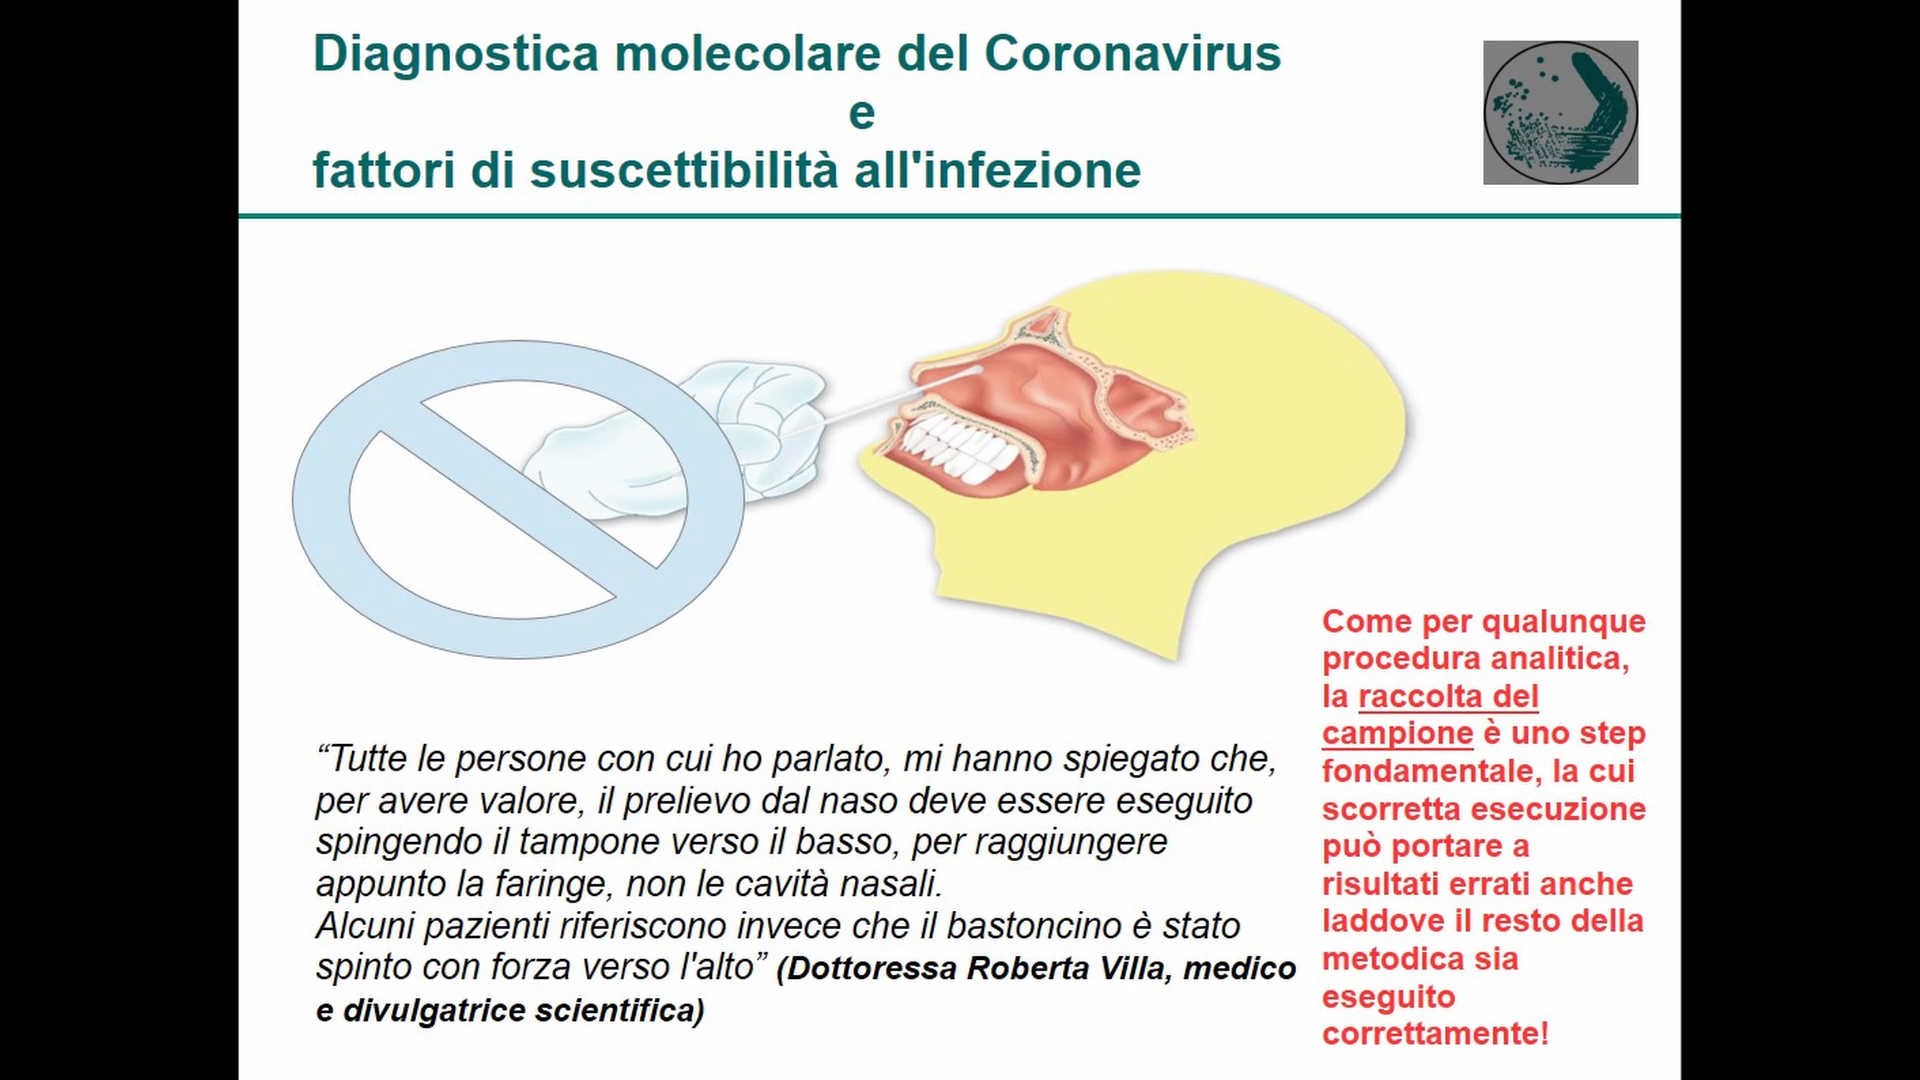 Diagnostica molecolare del Coronavirus
e
fattori di suscettibilità all'infezione
“Tutte le persone con cui ho parlato, mi hanno spiegato che,
per avere valore, il prelievo dal naso deve essere eseguito
spingendo il tampone verso il basso, per raggiungere
appunto la faringe, non le cavità nasali.
Alcuni pazienti riferiscono invece che il bastoncino è stato
spinto con forza verso l'alto” (Dottoressa Roberta Villa, medico
e divulgatrice scientifica)
Come per qualunque
procedura analitica,
la raccolta del
campione è uno step
fondamentale, la cui
scorretta esecuzione
può portare a
risultati errati anche
laddove il resto della
metodica sia
eseguito
correttamente!